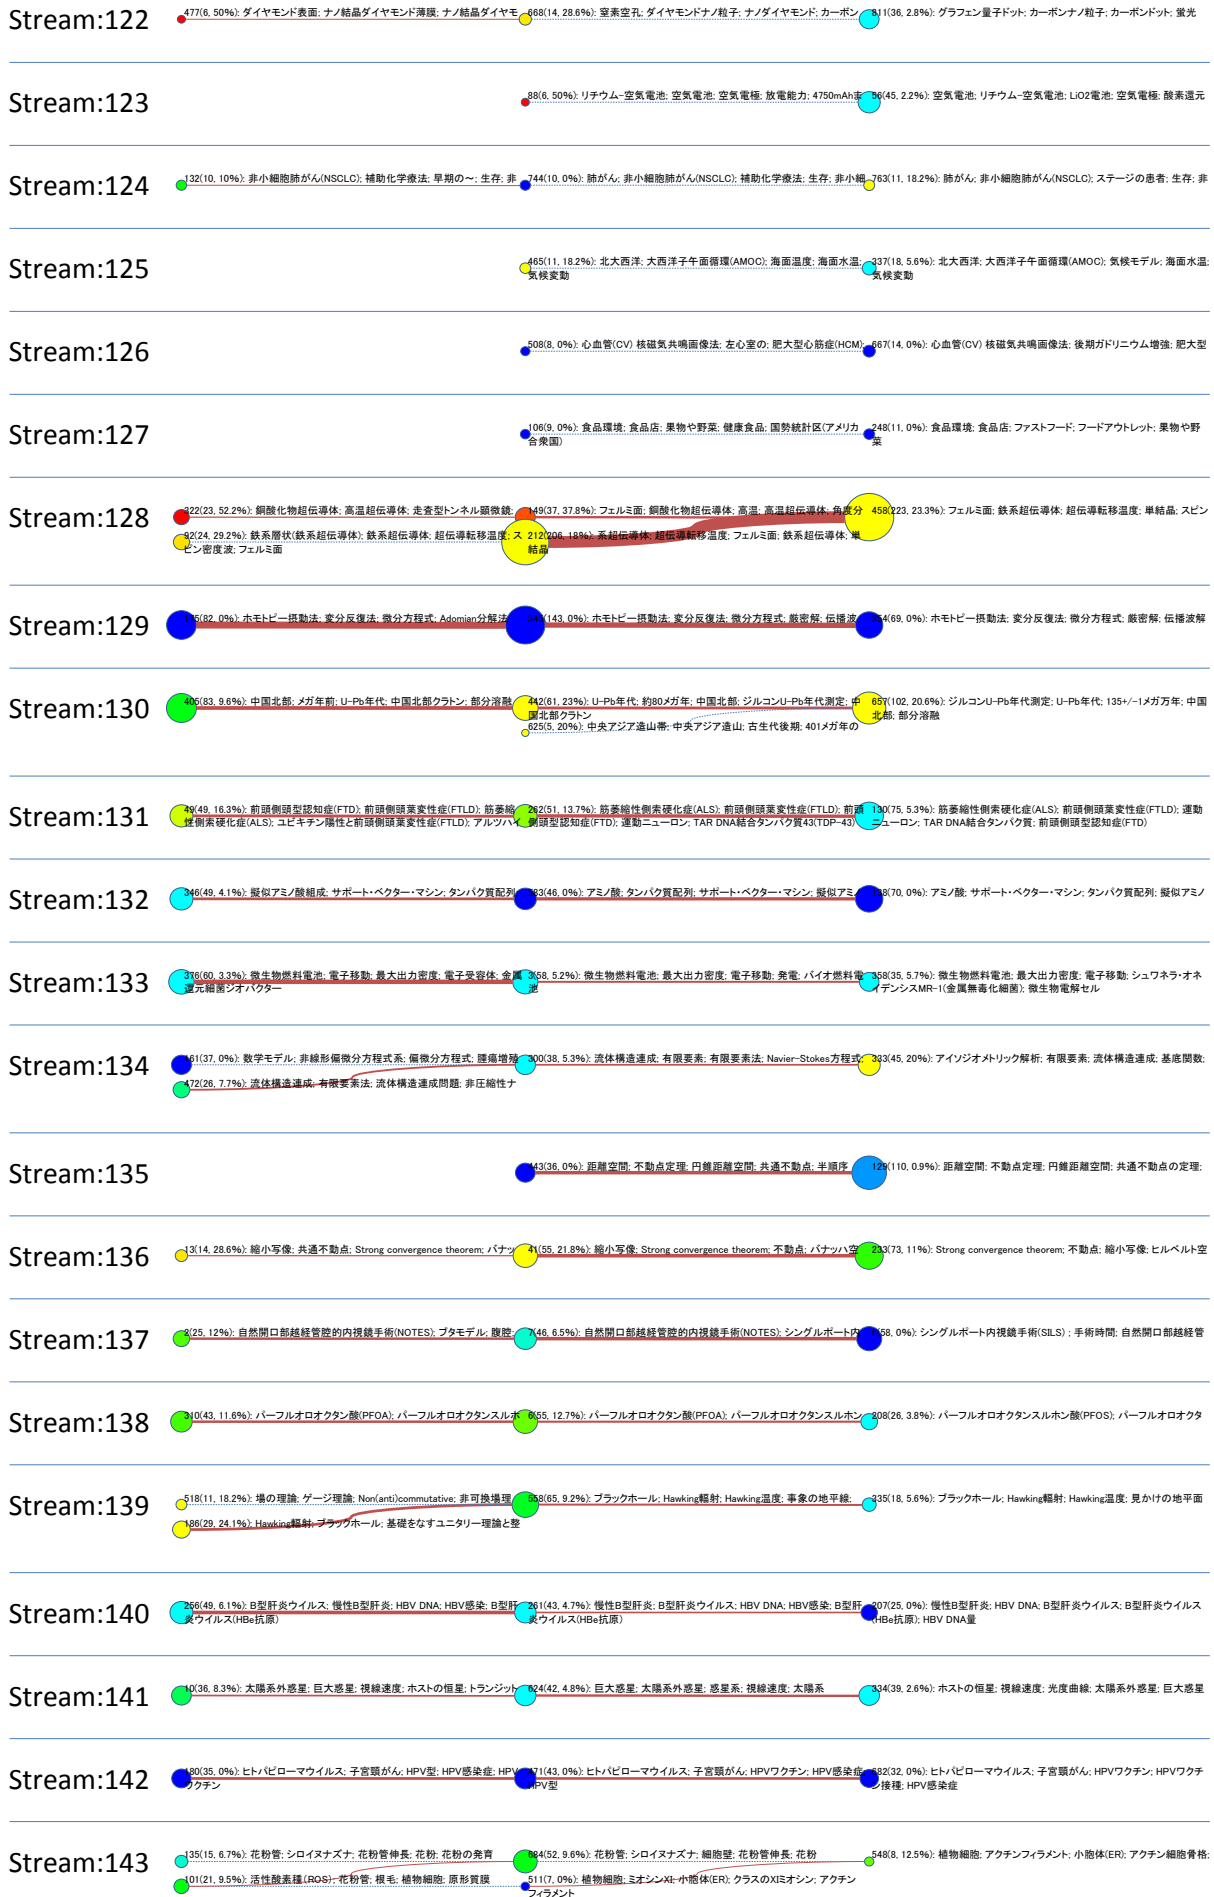 Stream:122
477(6, 50%): ダイヤモンド表面; ナノ結晶ダイヤモンド薄膜; ナノ結晶ダイヤモ
668(14, 28.6%): 窒素空孔; ダイヤモンドナノ粒子; ナノダイヤモンド; カーボン
811(36, 2.8%): グラフェン量子ドット; カーボンナノ粒子; カーボンドット; 蛍光
Stream:123
88(6, 50%): リチウム-空気電池; 空気電池; 空気電極; 放電能力; 4750mAh
56(45, 2.2%): 空気電池; リチウム-空気電池; LiO2電池; 空気電極; 酸素還元
Stream:124
132(10, 10%): 非小細胞肺がん(NSCLC); 補助化学療法; 早期の~; 生存; 非
744(10, 0%): 肺がん; 非小細胞肺がん(NSCLC); 補助化学療法; 生存; 非小細
763(11, 18.2%): 肺がん; 非小細胞肺がん(NSCLC); ステージの患者; 生存; 非
Stream:125
465(11, 18.2%): 北大西洋; 大西洋子午面循環(AMOC); 海面温度; 海面水温;
気候変動
337(18, 5.6%): 北大西洋; 大西洋子午面循環(AMOC); 気候モデル; 海面水温;
気候変動
Stream:126
508(8, 0%): 心血管(CV) 核磁気共鳴画像法; 左心室の; 肥大型心筋症(HCM);
667(14, 0%): 心血管(CV) 核磁気共鳴画像法; 後期ガドリニウム増強; 肥大型
Stream:127
106(9, 0%): 食品環境; 食品店; 果物や野菜; 健康食品; 国勢統計区(アメリカ
合衆国)
248(11, 0%): 食品環境; 食品店; ファストフード; フードアウトレット; 果物や野
菜
Stream:128
322(23, 52.2%): 銅酸化物超伝導体; 高温超伝導体; 走査型トンネル顕微鏡;
149(37, 37.8%): フェルミ面; 銅酸化物超伝導体; 高温; 高温超伝導体; 角度分
458(223, 23.3%): フェルミ面; 鉄系超伝導体; 超伝導転移温度; 単結晶; スピン
92(24, 29.2%): 鉄系層状(鉄系超伝導体); 鉄系超伝導体; 超伝導転移温度; ス
ピン密度波; フェルミ面
212(206, 18%): 系超伝導体; 超伝導転移温度; フェルミ面; 鉄系超伝導体; 単
結晶
Stream:129
175(82, 0%): ホモトピー摂動法; 変分反復法; 微分方程式; Adomian分解法
(143, 0%): ホモトピー摂動法; 変分反復法; 微分方程式; 厳密解; 伝播波
354(69, 0%): ホモトピー摂動法; 変分反復法; 微分方程式; 厳密解; 伝播波解
Stream:130
405(83, 9.6%): 中国北部; メガ年前; U-Pb年代; 中国北部クラトン; 部分溶融
442(61, 23%): U-Pb年代; 約80メガ年; 中国北部; ジルコンU-Pb年代測定; 中
国北部クラトン
657(102, 20.6%): ジルコンU-Pb年代測定; U-Pb年代; 135+/-1メガ万年; 中国
北部; 部分溶融
625(5, 20%): 中央アジア造山帯; 中央アジア造山; 古生代後期; 401メガ年の
Stream:131
49(49, 16.3%): 前頭側頭型認知症(FTD); 前頭側頭葉変性症(FTLD); 筋萎縮
性側索硬化症(ALS); ユビキチン陽性と前頭側頭葉変性症(FTLD); アルツハイ
262(51, 13.7%): 筋萎縮性側索硬化症(ALS); 前頭側頭葉変性症(FTLD); 前頭
側頭型認知症(FTD); 運動ニューロン; TAR DNA結合タンパク質43(TDP-43)
130(75, 5.3%): 筋萎縮性側索硬化症(ALS); 前頭側頭葉変性症(FTLD); 運動
ニューロン; TAR DNA結合タンパク質; 前頭側頭型認知症(FTD)
Stream:132
346(49, 4.1%): 擬似アミノ酸組成; サポート・ベクター・マシン; タンパク質配列
383(46, 0%): アミノ酸; タンパク質配列; サポート・ベクター・マシン; 擬似アミノ
138(70, 0%): アミノ酸; サポート・ベクター・マシン; タンパク質配列; 擬似アミノ
Stream:133
376(60, 3.3%): 微生物燃料電池; 電子移動; 最大出力密度; 電子受容体; 金属
還元細菌ジオバクター
3(58, 5.2%): 微生物燃料電池; 最大出力密度; 電子移動; 発電; バイオ燃料電
池
358(35, 5.7%): 微生物燃料電池; 最大出力密度; 電子移動; シュワネラ・オネ
イデンシスMR-1(金属無毒化細菌); 微生物電解セル
Stream:134
161(37, 0%): 数学モデル; 非線形偏微分方程式系; 偏微分方程式; 腫瘍増殖
300(38, 5.3%): 流体構造連成; 有限要素; 有限要素法; Navier-Stokes方程式;
333(45, 20%): アイソジオメトリック解析; 有限要素; 流体構造連成; 基底関数;
472(26, 7.7%): 流体構造連成; 有限要素法; 流体構造連成問題; 非圧縮性ナ
Stream:135
443(36, 0%): 距離空間; 不動点定理; 円錐距離空間; 共通不動点; 半順序
129(110, 0.9%): 距離空間; 不動点定理; 円錐距離空間; 共通不動点の定理;
Stream:136
13(14, 28.6%): 縮小写像; 共通不動点; Strong convergence theorem; バナッ
41(55, 21.8%): 縮小写像; Strong convergence theorem; 不動点; バナッハ空
233(73, 11%): Strong convergence theorem; 不動点; 縮小写像; ヒルベルト空
Stream:137
2(25, 12%): 自然開口部越経管腔的内視鏡手術(NOTES); ブタモデル; 腹腔
7(46, 6.5%): 自然開口部越経管腔的内視鏡手術(NOTES); シングルポート内
(58, 0%): シングルポート内視鏡手術(SILS) ; 手術時間; 自然開口部越経管
Stream:138
310(43, 11.6%): パーフルオロオクタン酸(PFOA); パーフルオロオクタンスルホ
6(55, 12.7%): パーフルオロオクタン酸(PFOA); パーフルオロオクタンスルホン
208(26, 3.8%): パーフルオロオクタンスルホン酸(PFOS); パーフルオロオクタ
Stream:139
518(11, 18.2%): 場の理論; ゲージ理論; Non(anti)commutative; 非可換場理
558(65, 9.2%): ブラックホール; Hawking輻射; Hawking温度; 事象の地平線;
335(18, 5.6%): ブラックホール; Hawking輻射; Hawking温度; 見かけの地平面
186(29, 24.1%): Hawking輻射; ブラックホール; 基礎をなすユニタリー理論と整
Stream:140
256(49, 6.1%): B型肝炎ウイルス; 慢性B型肝炎; HBV DNA; HBV感染; B型肝
炎ウイルス(HBe抗原)
261(43, 4.7%): 慢性B型肝炎; B型肝炎ウイルス; HBV DNA; HBV感染; B型肝
炎ウイルス(HBe抗原)
207(25, 0%): 慢性B型肝炎; HBV DNA; B型肝炎ウイルス; B型肝炎ウイルス
(HBe抗原); HBV DNA量
Stream:141
10(36, 8.3%): 太陽系外惑星; 巨大惑星; 視線速度; ホストの恒星; トランジット
624(42, 4.8%): 巨大惑星; 太陽系外惑星; 惑星系; 視線速度; 太陽系
334(39, 2.6%): ホストの恒星; 視線速度; 光度曲線; 太陽系外惑星; 巨大惑星
Stream:142
180(35, 0%): ヒトパピローマウイルス; 子宮頸がん; HPV型; HPV感染症; HPV
ワクチン
471(43, 0%): ヒトパピローマウイルス; 子宮頸がん; HPVワクチン; HPV感染症;
HPV型
682(32, 0%): ヒトパピローマウイルス; 子宮頸がん; HPVワクチン; HPVワクチ
ン接種; HPV感染症
Stream:143
135(15, 6.7%): 花粉管; シロイヌナズナ; 花粉管伸長; 花粉; 花粉の発育
684(52, 9.6%): 花粉管; シロイヌナズナ; 細胞壁; 花粉管伸長; 花粉
548(8, 12.5%): 植物細胞; アクチンフィラメント; 小胞体(ER); アクチン細胞骨格;
101(21, 9.5%): 活性酸素種(ROS); 花粉管; 根毛; 植物細胞; 原形質膜
511(7, 0%): 植物細胞; ミオシンXI; 小胞体(ER); クラスのXIミオシン; アクチン
フィラメント